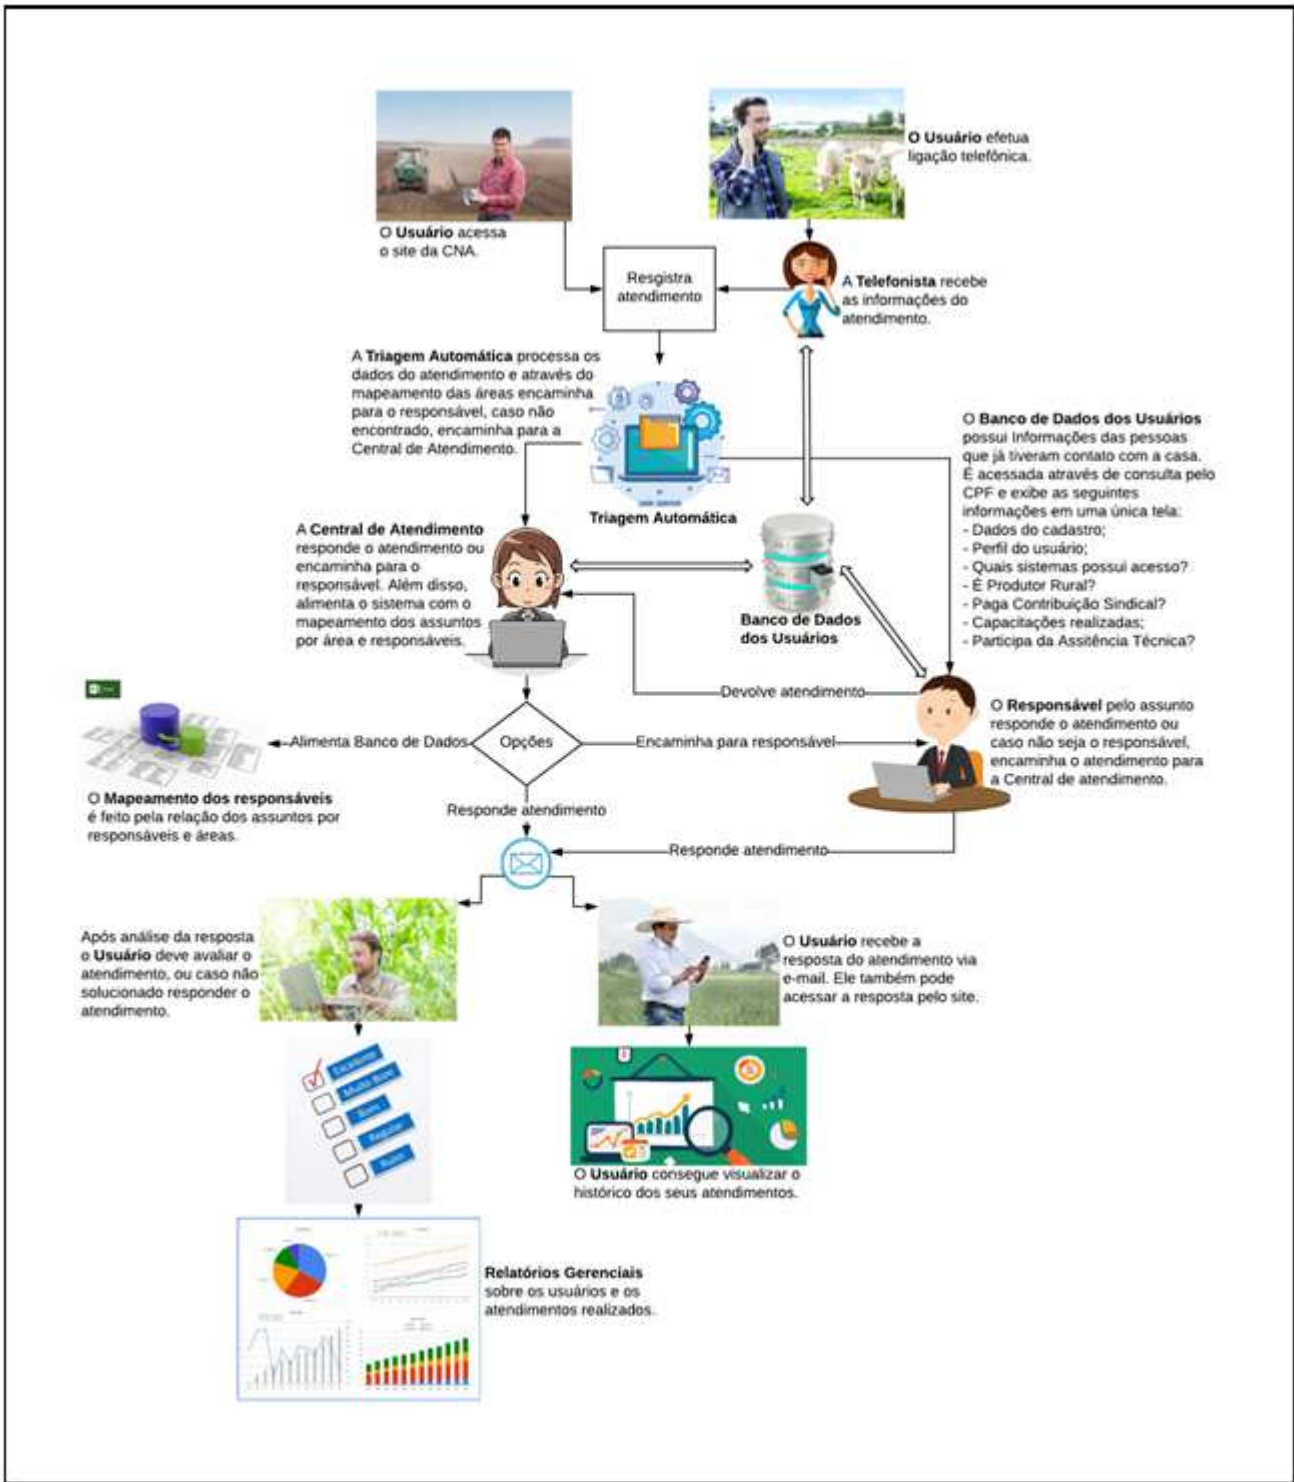 O Usuário efetua
ligação telefônica.
O Usuário acessa
o site da CNA.
Resgistra
atendimento
A Telefonista recebe
as informações do
atendimento.
A Triagem Automática processa os
dados do atendimento e através do
mapeamento das áreas encaminha
para o responsável, caso não
encontrado, encaminha para a
Central de Atendimento.
Triagem Automática
O Banco de Dados dos Usuários
possui Informações das pessoas
que já tiveram contato com a casa.
É acessada através de consulta pelo
CPF e exibe as seguintes
informações em uma única tela:
- Dados do cadastro;
- Perfil do usuário;
- Quais sistemas possui acesso?
- É Produtor Rural?
- Paga Contribuição Sindical?
- Capacitações realizadas;
- Participa da Assitência Técnica?
A Central de Atendimento
responde o atendimento ou
encaminha para o
responsável. Além disso,
alimenta o sistema com o
mapeamento dos assuntos
por área e responsáveis.
Banco de Dados
dos Usuários
Devolve atendimento
O Responsável pelo assunto
responde o atendimento ou
caso não seja o responsável,
encaminha o atendimento para
a Central de atendimento.
Alimenta Banco de Dados
Opções
Encaminha para responsável
O Mapeamento dos responsáveis
é feito pela relação dos assuntos por
responsáveis e áreas.
Responde atendimento
Responde atendimento
Após análise da resposta
o Usuário deve avaliar o
atendimento, ou caso não
solucionado responder o
atendimento.
O Usuário recebe a
resposta do atendimento via
e-mail. Ele também pode
acessar a resposta pelo site.
Excelente
Muito Bom
Bom
Regular
Ruim
O Usuário consegue visualizar o
histórico dos seus atendimentos.
Relatórios Gerenciais
sobre os usuários e os
atendimentos realizados.